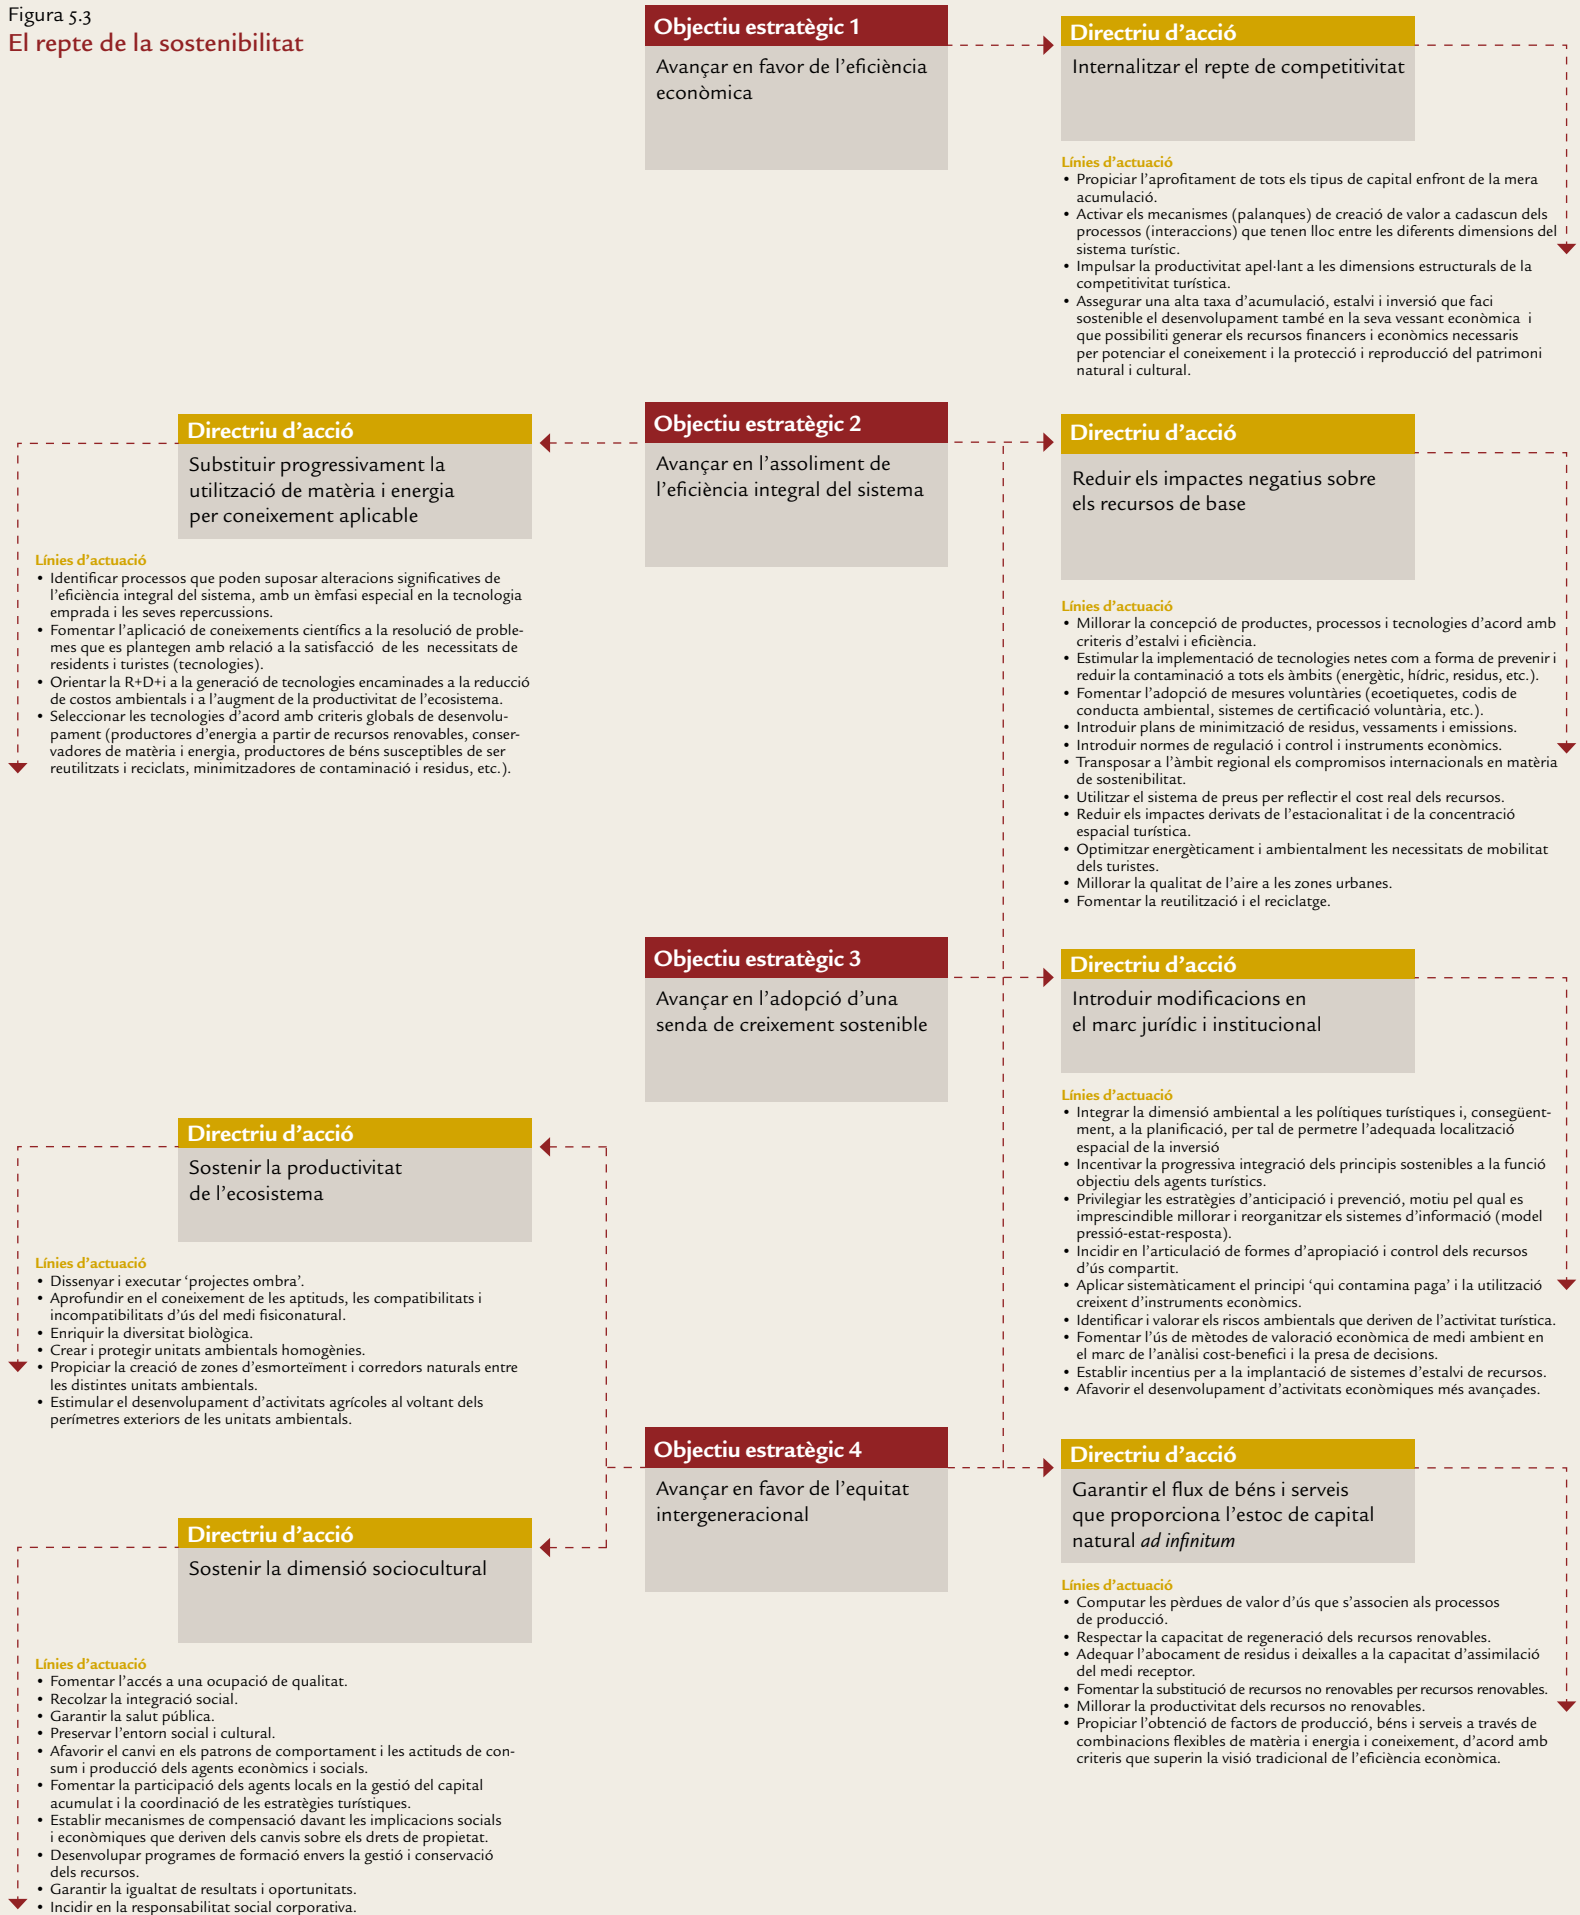 Figura 5.3
El repte de la sostenibilitat
Objectiu estratègic 1
Avançar en favor de l’eficiència
econòmica
Directriu d’acció
Internalitzar el repte de competitivitat
Línies d’actuació
• Propiciar l’aprofitament de tots els tipus de capital enfront de la mera
acumulació.
• Activar els mecanismes (palanques) de creació de valor a cadascun dels
processos (interaccions) que tenen lloc entre les diferents dimensions del
sistema turístic.
• Impulsar la productivitat apel·lant a les dimensions estructurals de la
competitivitat turística.
• Assegurar una alta taxa d’acumulació, estalvi i inversió que faci
sostenible el desenvolupament també en la seva vessant econòmica i
que possibiliti generar els recursos financers i econòmics necessaris
per potenciar el coneixement i la protecció i reproducció del patrimoni
natural i cultural.
Objectiu estratègic 2
Avançar en l’assoliment de
l’eficiència integral del sistema
Directriu d’acció
Substituir progressivament la
utilització de matèria i energia
per coneixement aplicable
Línies d’actuació
• Identificar processos que poden suposar alteracions significatives de
l’eficiència integral del sistema, amb un èmfasi especial en la tecnologia
emprada i les seves repercussions.
• Fomentar l’aplicació de coneixements científics a la resolució de proble-
mes que es plantegen amb relació a la satisfacció de les necessitats de
residents i turistes (tecnologies).
• Orientar la R+D+i a la generació de tecnologies encaminades a la reducció
de costos ambientals i a l’augment de la productivitat de l’ecosistema.
• Seleccionar les tecnologies d’acord amb criteris globals de desenvolu-
pament (productores d’energia a partir de recursos renovables, conser-
vadores de matèria i energia, productores de béns susceptibles de ser
reutilitzats i reciclats, minimitzadores de contaminació i residus, etc.).
Directriu d’acció
Reduir els impactes negatius sobre
els recursos de base
Línies d’actuació
• Millorar la concepció de productes, processos i tecnologies d’acord amb
criteris d’estalvi i eficiència.
• Estimular la implementació de tecnologies netes com a forma de prevenir i
reduir la contaminació a tots els àmbits (energètic, hídric, residus, etc.).
• Fomentar l’adopció de mesures voluntàries (ecoetiquetes, codis de
conducta ambiental, sistemes de certificació voluntària, etc.).
• Introduir plans de minimització de residus, vessaments i emissions.
• Introduir normes de regulació i control i instruments econòmics.
• Transposar a l’àmbit regional els compromisos internacionals en matèria
de sostenibilitat.
• Utilitzar el sistema de preus per reflectir el cost real dels recursos.
• Reduir els impactes derivats de l’estacionalitat i de la concentració
espacial turística.
• Optimitzar energèticament i ambientalment les necessitats de mobilitat
dels turistes.
• Millorar la qualitat de l’aire a les zones urbanes.
• Fomentar la reutilització i el reciclatge.
Objectiu estratègic 3
Avançar en l’adopció d’una
senda de creixement sostenible
Directriu d’acció
Introduir modificacions en
el marc jurídic i institucional
Línies d’actuació
• Integrar la dimensió ambiental a les polítiques turístiques i, consegüent-
ment, a la planificació, per tal de permetre l’adequada localització
espacial de la inversió
• Incentivar la progressiva integració dels principis sostenibles a la funció
objectiu dels agents turístics.
• Privilegiar les estratègies d’anticipació i prevenció, motiu pel qual es
imprescindible millorar i reorganitzar els sistemes d’informació (model
pressió-estat-resposta).
• Incidir en l’articulació de formes d’apropiació i control dels recursos
d’ús compartit.
• Aplicar sistemàticament el principi ‘qui contamina paga’ i la utilització
creixent d’instruments econòmics.
• Identificar i valorar els riscos ambientals que deriven de l’activitat turística.
• Fomentar l’ús de mètodes de valoració econòmica de medi ambient en
el marc de l’anàlisi cost-benefici i la presa de decisions.
• Establir incentius per a la implantació de sistemes d’estalvi de recursos.
• Afavorir el desenvolupament d’activitats econòmiques més avançades.
Directriu d’acció
Sostenir la productivitat
de l’ecosistema
Línies d’actuació
• Dissenyar i executar ‘projectes ombra’.
• Aprofundir en el coneixement de les aptituds, les compatibilitats i
incompatibilitats d’ús del medi fisiconatural.
• Enriquir la diversitat biològica.
• Crear i protegir unitats ambientals homogènies.
• Propiciar la creació de zones d’esmorteïment i corredors naturals entre
les distintes unitats ambientals.
• Estimular el desenvolupament d’activitats agrícoles al voltant dels
perímetres exteriors de les unitats ambientals.
Objectiu estratègic 4
Avançar en favor de l’equitat
intergeneracional
Directriu d’acció
Garantir el flux de béns i serveis
que proporciona l’estoc de capital
natural ad infinitum
Línies d’actuació
• Computar les pèrdues de valor d’ús que s’associen als processos
de producció.
• Respectar la capacitat de regeneració dels recursos renovables.
• Adequar l’abocament de residus i deixalles a la capacitat d’assimilació
del medi receptor.
• Fomentar la substitució de recursos no renovables per recursos renovables.
• Millorar la productivitat dels recursos no renovables.
• Propiciar l’obtenció de factors de producció, béns i serveis a través de
combinacions flexibles de matèria i energia i coneixement, d’acord amb
criteris que superin la visió tradicional de l’eficiència econòmica.
Directriu d’acció
Sostenir la dimensió sociocultural
Línies d’actuació
• Fomentar l’accés a una ocupació de qualitat.
• Recolzar la integració social.
• Garantir la salut pública.
• Preservar l’entorn social i cultural.
• Afavorir el canvi en els patrons de comportament i les actituds de con-
sum i producció dels agents econòmics i socials.
• Fomentar la participació dels agents locals en la gestió del capital
acumulat i la coordinació de les estratègies turístiques.
• Establir mecanismes de compensació davant les implicacions socials
i econòmiques que deriven dels canvis sobre els drets de propietat.
• Desenvolupar programes de formació envers la gestió i conservació
dels recursos.
• Garantir la igualtat de resultats i oportunitats.
• Incidir en la responsabilitat social corporativa.